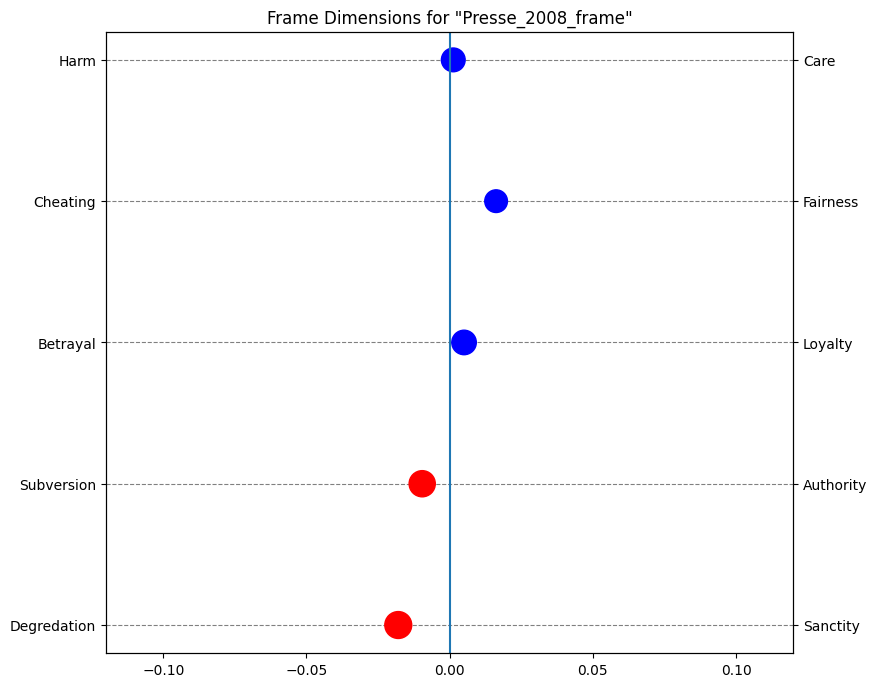 Frame Dimensions for "Presse_2008_frame"
Harm Care
Cheating Fairness
Betrayal Loyalty
Subversion Authority
Degredation Sanctity
−0.10 −0.05 0.00 0.05 0.10